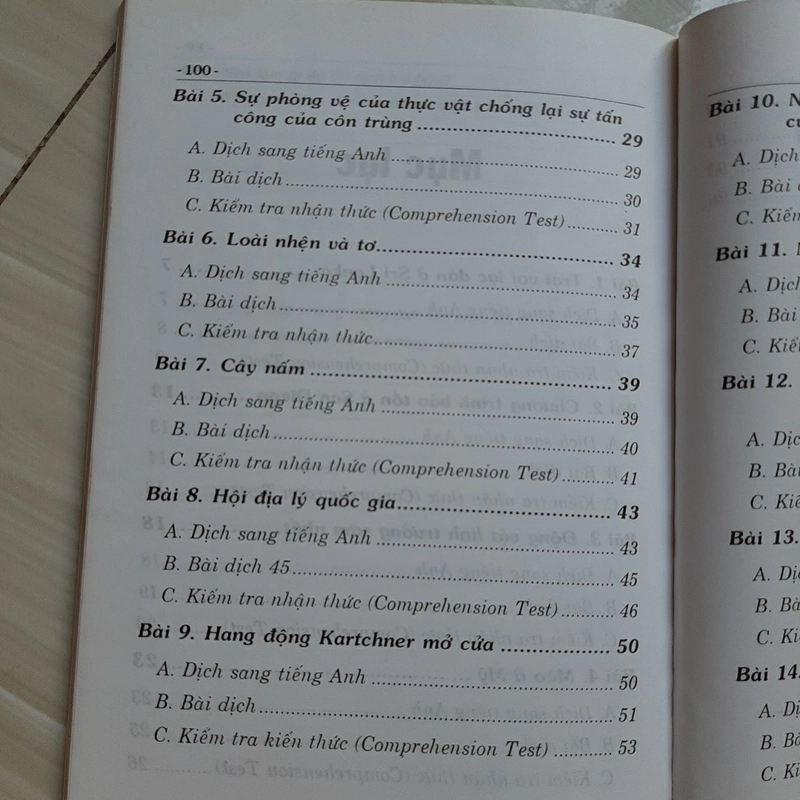 -100-
Bài 5. Sự phòng vệ của thực vật chống lại sự tấn
công của côn trùng ........ 29
A. Dịch sang tiếng Anh ........ 29
B. Bài dịch ........ 30
C. Kiểm tra nhận thức (Comprehension Test) ........ 31
Bài 6. Loài nhện và tơ ........ 34
A. Dịch sang tiếng Anh ........ 34
B. Bài dịch ........ 35
C. Kiểm tra nhận thức ........ 37
Bài 7. Cây nấm ........ 39
A. Dịch sang tiếng Anh ........ 39
B. Bài dịch ........ 40
C. Kiểm tra nhận thức (Comprehension Test) ........ 41
Bài 8. Hội địa lý quốc gia ........ 43
A. Dịch sang tiếng Anh ........ 43
B. Bài dịch 45 ........ 45
C. Kiểm tra nhận thức (Comprehension Test) ........ 46
Bài 9. Hang động Kartchner mở cửa ........ 50
A. Dịch sang tiếng Anh ........ 50
B. Bài dịch ........ 51
C. Kiểm tra kiến thức (Comprehension Test) ........ 53
Bài 10.
A. Dịch
B. Bài
C. Kiểm
Bài 11.
A. Dịch
B. Bài
C.
Bài 12.
A.
B. Bài
C.
Bài 13.
A.
B.
C.
Bài 14.
A.
B.
C.